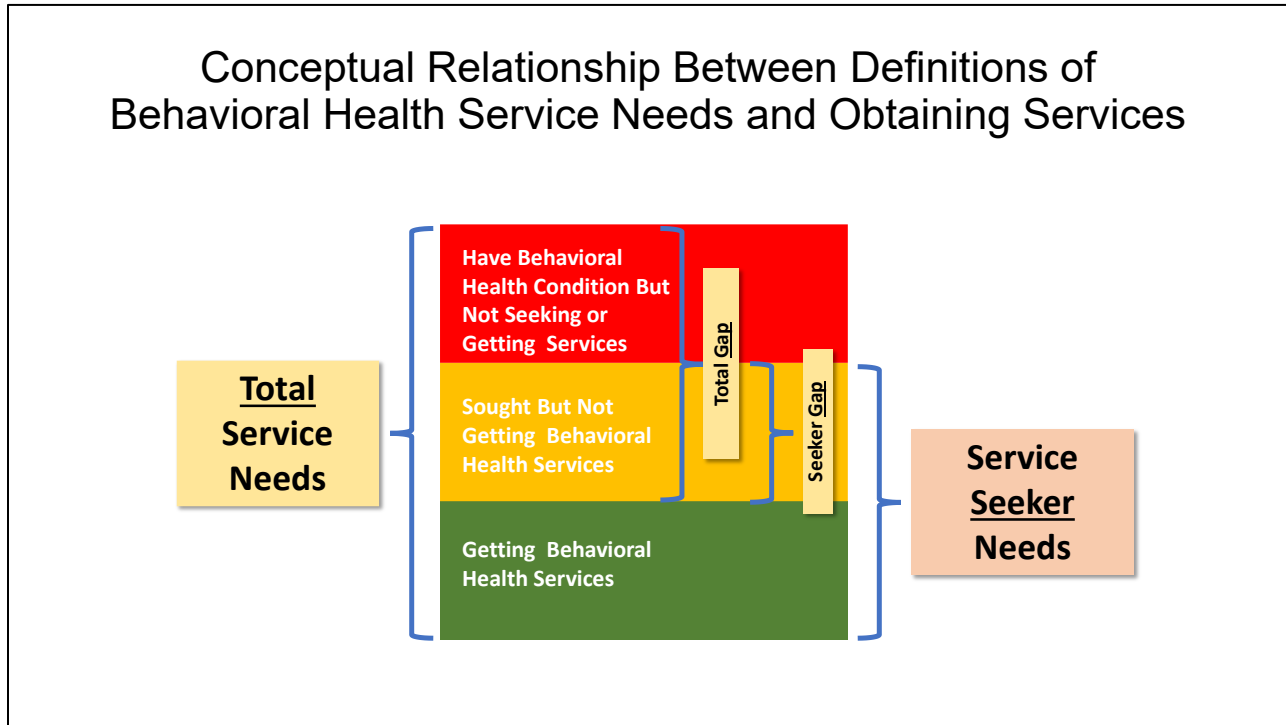 Conceptual Relationship Between Definitions of
Behavioral Health Service Needs and Obtaining Services
Total
Service
Needs
Have Behavioral
Health Condition But
Not Seeking or
Getting  Services
Sought But Not
Getting  Behavioral
Health Services
Getting  Behavioral
Health Services
Total Gap
Seeker Gap
Service
Seeker
Needs